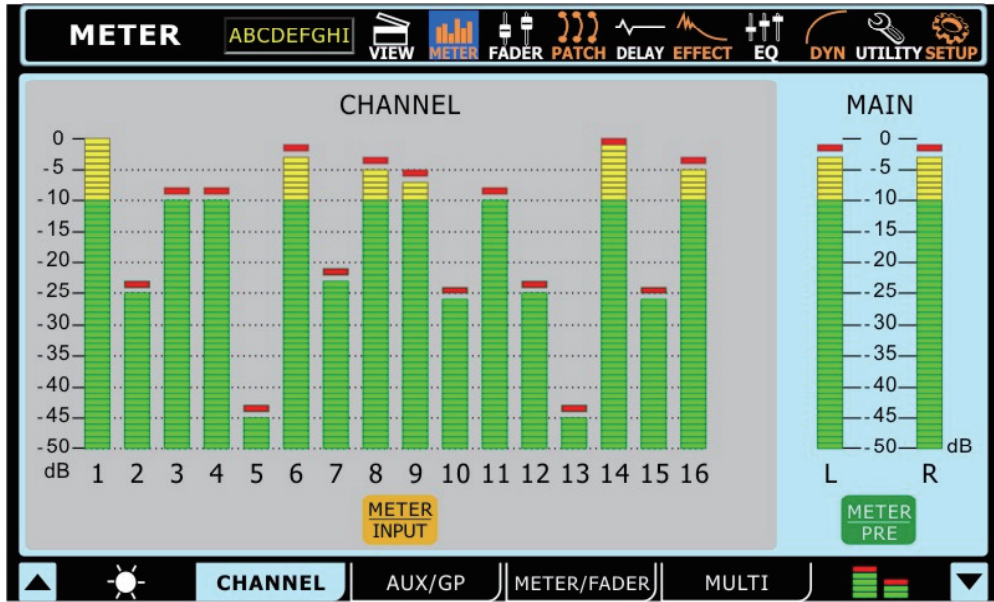 METER ABCDEFGHI VIEW METER FADER PATCH DELAY EFFECT EQ DYN UTILITY SETUP
CHANNEL
0
-5
-10
-15
-20
-25
-30
-35
-40
-45
-50
dB 1 2 3 4 5 6 7 8 9 10 11 12 13 14 15 16
METER
INPUT
MAIN
0
-5
-10
-15
-20
-25
-30
-35
-40
-45
-50 dB
L R
METER
PRE
CHANNEL AUX/GP METER/FADER MULTI